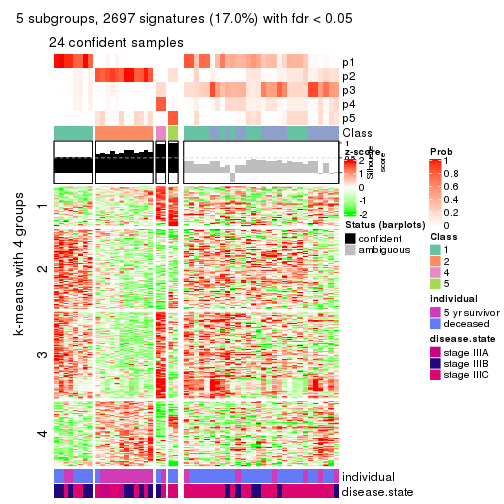 5 subgroups, 2697 signatures (17.0%) with fdr < 0.05
24 confident samples
p1
p2
p3
p4
p5
Class
1
z-score
2
1
0
-1
-2
Silhouette
score
Prob
1
0.8
0.6
0.4
0.2
0
Status (barplots)
confident
ambiguous
Class
1
2
4
5
individual
5 yr survivor
deceased
disease.state
stage IIIA
stage IIIB
stage IIIC
k-means with 4 groups
1
2
3
4
individual
disease.state